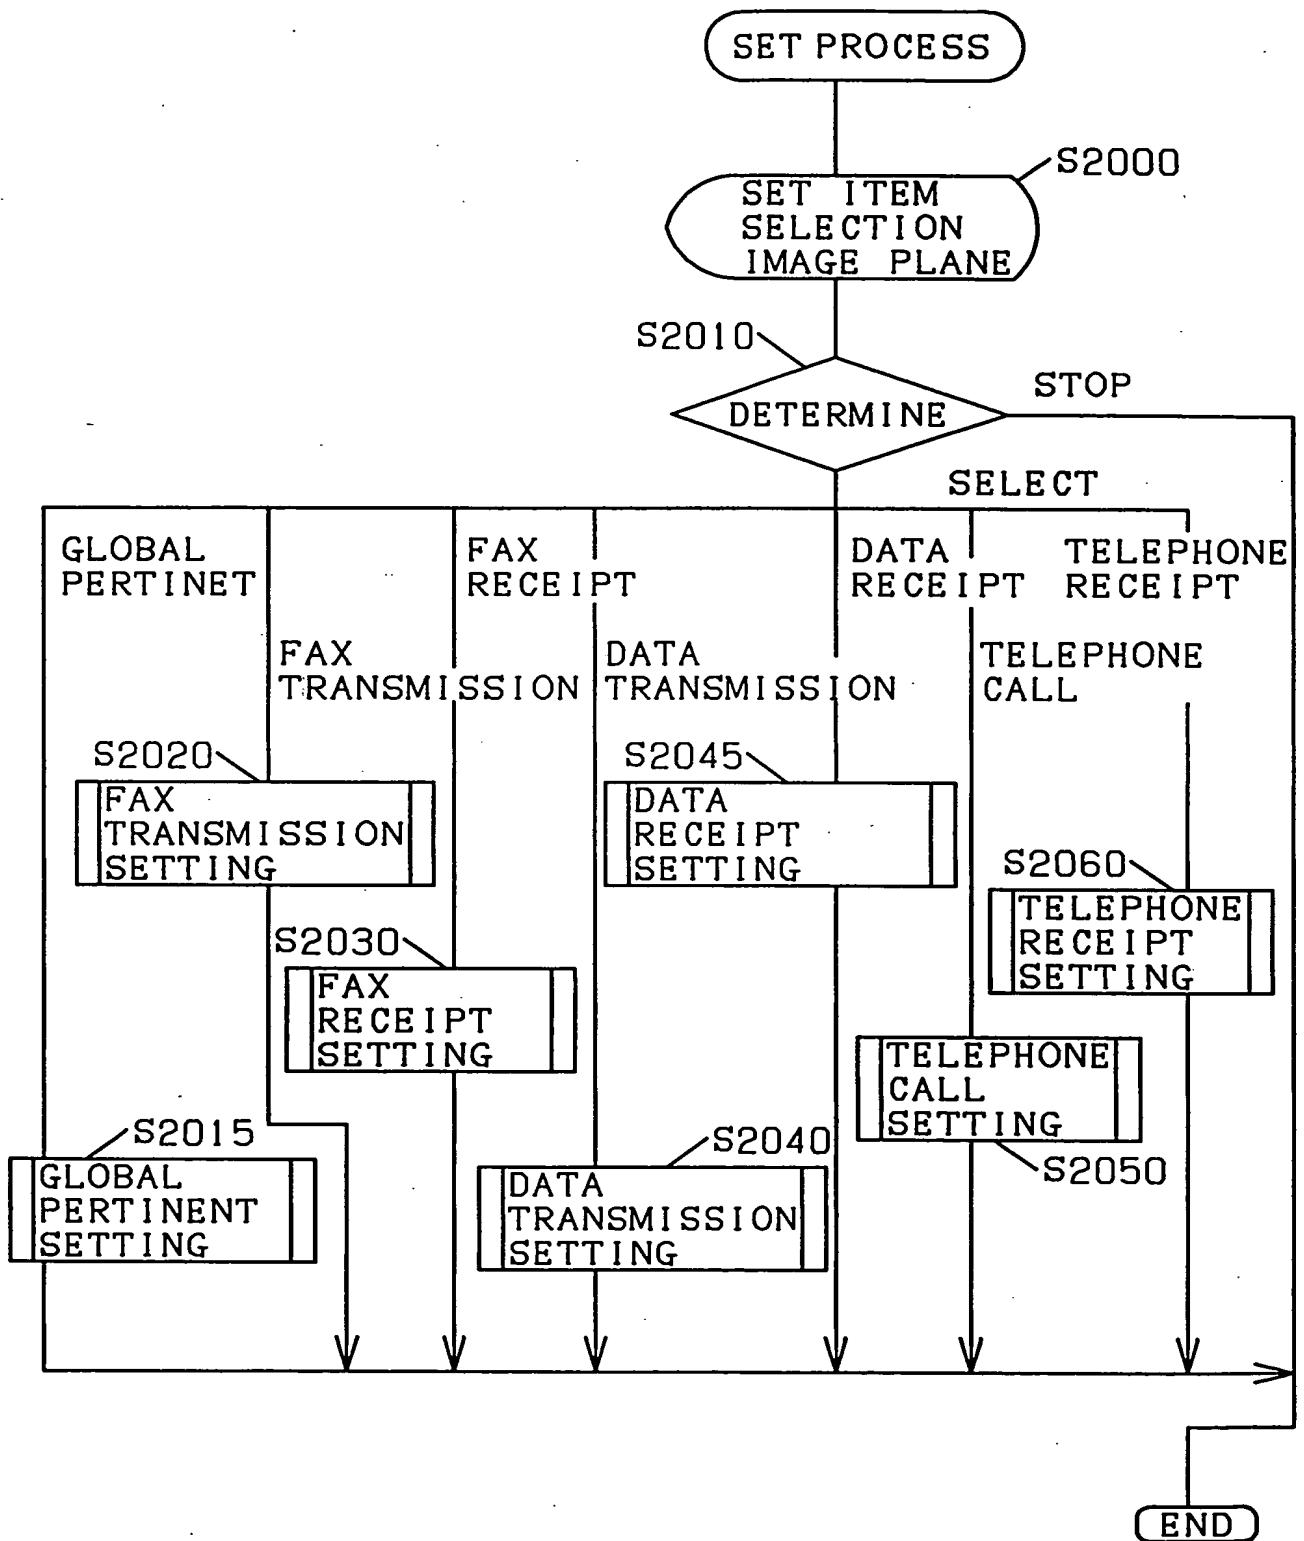 SET PROCESS
S2000
SET ITEM
SELECTION
IMAGE PLANE
S2010
DETERMINE
STOP
SELECT
GLOBAL
PERTINET
FAX
RECEIPT
DATA
RECEIPT
TELEPHONE
RECEIPT
FAX
TRANSMISSION
DATA
TRANSMISSION
TELEPHONE
CALL
S2020
FAX
TRANSMISSION
SETTING
S2045
DATA
RECEIPT
SETTING
S2060
TELEPHONE
RECEIPT
SETTING
S2030
FAX
RECEIPT
SETTING
TELEPHONE
CALL
SETTING
S2050
S2015
GLOBAL
PERTINENT
SETTING
S2040
DATA
TRANSMISSION
SETTING
END